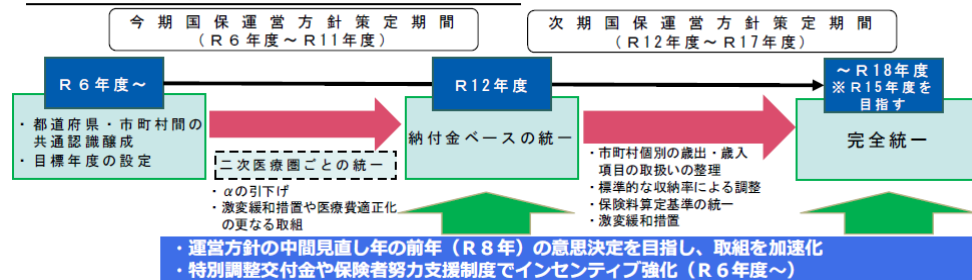 今期国保運営方針策定期間
（R６年度～R11年度）
次期国保運営方針策定期間
（R12年度～R17年度）
R６年度～
・都道府県・市町村間の
共通認識醸成
・目標年度の設定
二次医療圏ごとの統一
・αの引下げ
・激変緩和措置や医療費適正化
の更なる取組
R12年度
納付金ベースの統一
・市町村個別の歳出・歳入
項目の取扱いの整理
・標準的な収納率による調整
・保険料算定基準の統一
・激変緩和措置
～R18年度
※R15年度を
目指す
完全統一
・運営方針の中間見直し年の前年（R８年）の意思決定を目指し、取組を加速化
・特別調整交付金や保険者努力支援制度でインセンティブ強化（R６年度～）